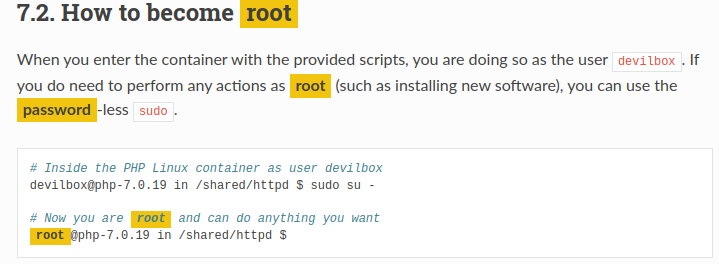 7.2. How to become root
When you enter the container with the provided scripts, you are doing so as the user devilbox. If
you do need to perform any actions as root (such as installing new software), you can use the
password-less sudo.
# Inside the PHP Linux container as user devilbox
devilbox@php-7.0.19 in /shared/httpd $ sudo su -
# Now you are root and can do anything you want
root@php-7.0.19 in /shared/httpd $